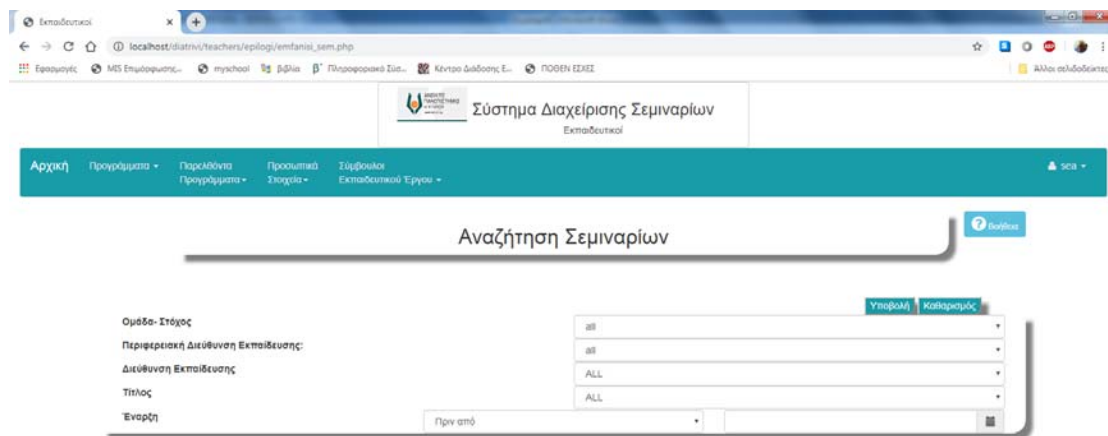 Εκπαιδευτικοί
localhost/diatrivi/teachers/epilogi/emfanisi_sem.php
Εφαρμογές MIS Επιμόρφωσης... myschool Βιβλία Πληροφοριακό Σύσ... Κέντρο Διάδοσης Ε... ΠΟΘΕΝ ΕΣΧΕΣ Άλλοι σελιδοδείκτες
Σύστημα Διαχείρισης Σεμιναρίων
Εκπαιδευτικοί
Αρχική Προγράμματα Παρελθόντα Προγράμματα Προσωπικά Στοιχεία Σύμβουλοι Εκπαιδευτικού Έργου sea
Αναζήτηση Σεμιναρίων
Βοήθεια
Υποβολή Καθαρισμός
Ομάδα- Στόχος all
Περιφερειακή Διεύθυνση Εκπαίδευσης: all
Διεύθυνση Εκπαίδευσης ALL
Τίτλος ALL
Έναρξη Πριν από